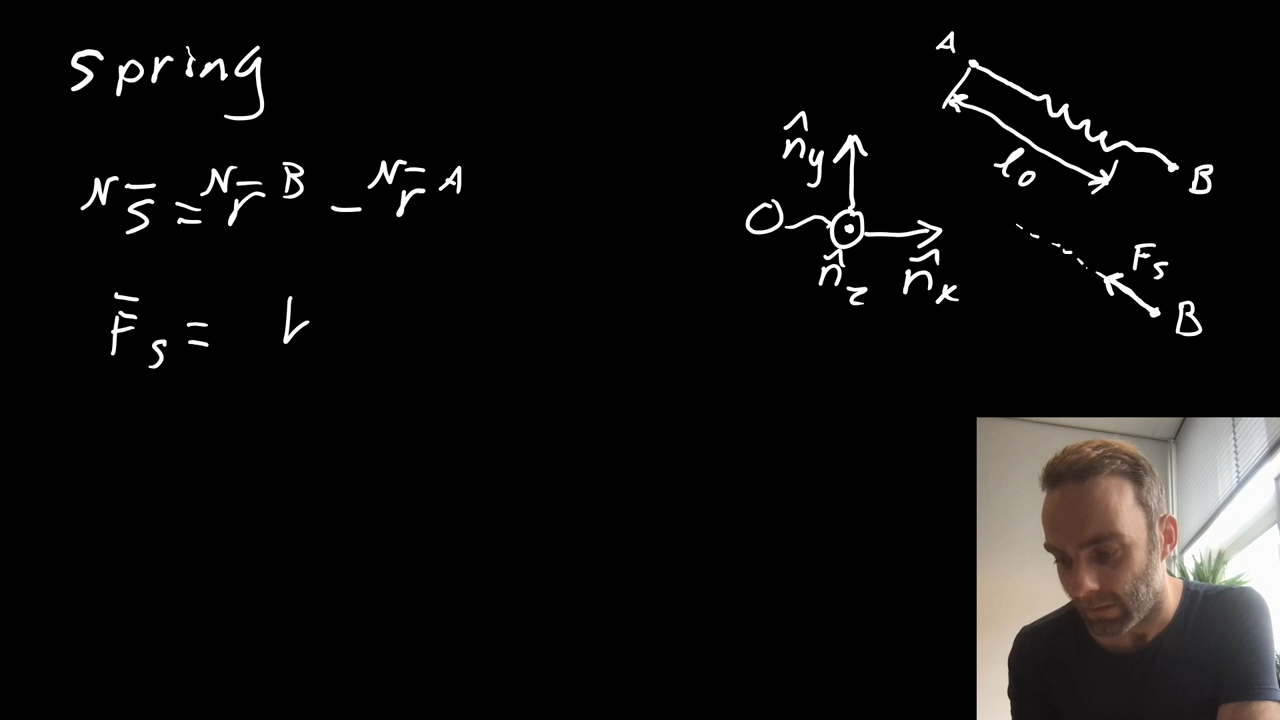 Spring
A
B
l₀
ᴺs̄ = ᴺr̄ᴮ - ᴺr̄ᴬ
n̂y
O
n̂z
n̂x
Fs
B
F̄s =